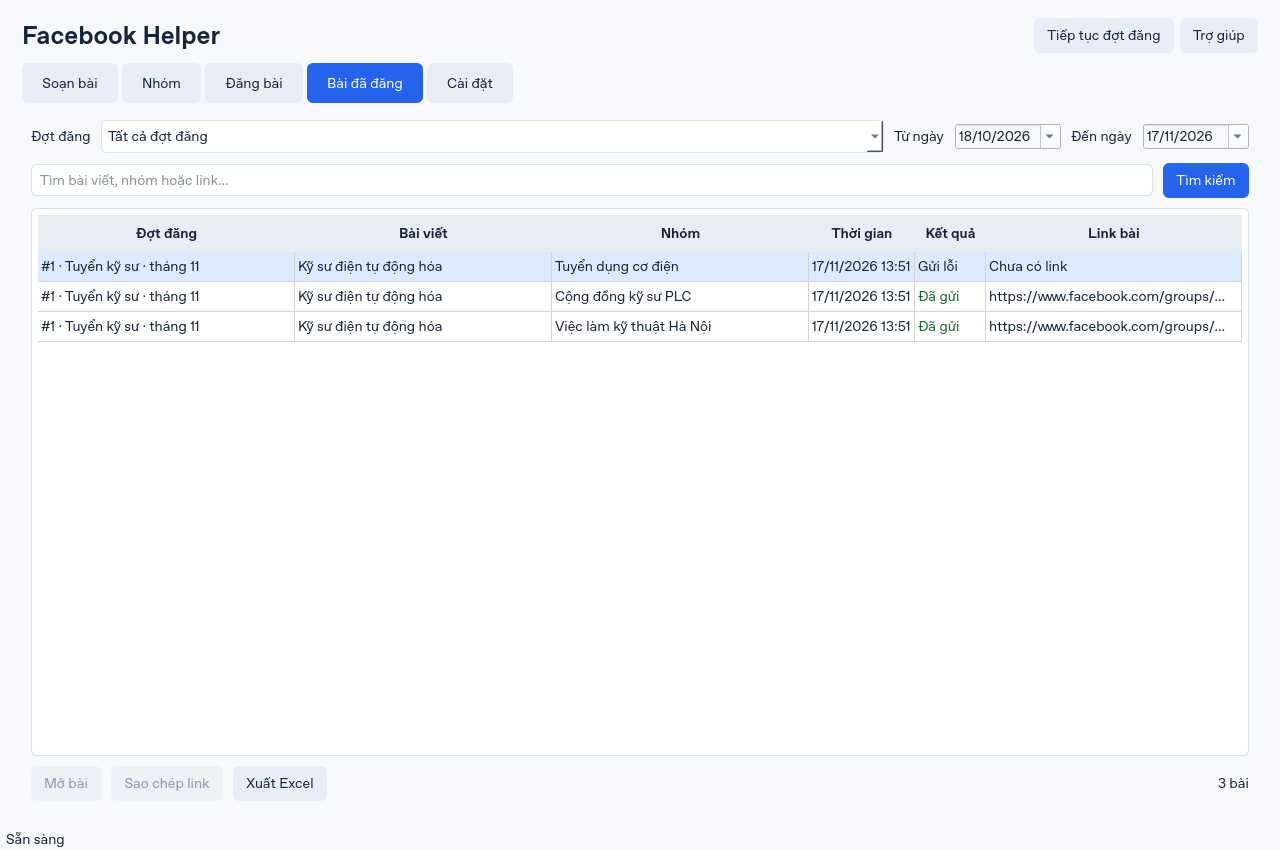 Facebook Helper
Tiếp tục đợt đăng
Trợ giúp
Soạn bài
Nhóm
Đăng bài
Bài đã đăng
Cài đặt
Đợt đăng
Tất cả đợt đăng
Từ ngày
18/10/2026
Đến ngày
17/11/2026
Tìm bài viết, nhóm hoặc link...
Tìm kiếm
Đợt đăng Bài viết Nhóm Thời gian Kết quả Link bài
#1 · Tuyển kỹ sư · tháng 11 Kỹ sư điện tự động hóa Tuyển dụng cơ điện 17/11/2026 13:51 Gửi lỗi Chưa có link
#1 · Tuyển kỹ sư · tháng 11 Kỹ sư điện tự động hóa Cộng đồng kỹ sư PLC 17/11/2026 13:51 Đã gửi https://www.facebook.com/groups/...
#1 · Tuyển kỹ sư · tháng 11 Kỹ sư điện tự động hóa Việc làm kỹ thuật Hà Nội 17/11/2026 13:51 Đã gửi https://www.facebook.com/groups/...
Mở bài
Sao chép link
Xuất Excel
3 bài
Sẵn sàng